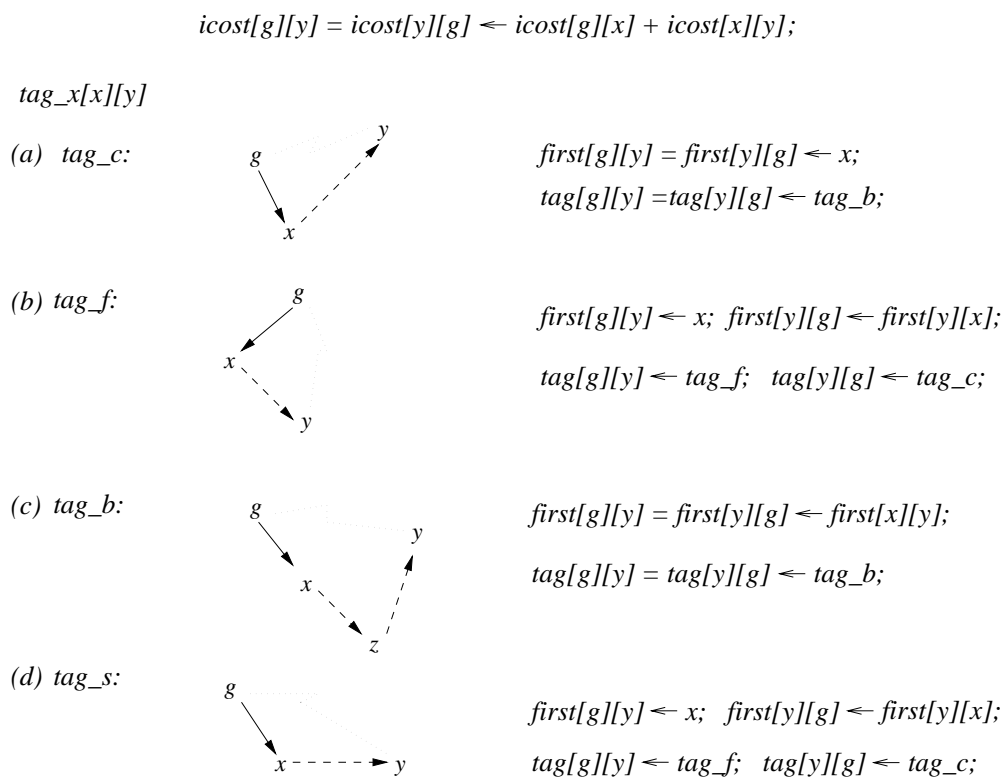 icost[g][y] = icost[y][g] ← icost[g][x] + icost[x][y];
tag_x[x][y]
(a) tag_c:
g
y
x
first[g][y] = first[y][g] ← x;
tag[g][y] =tag[y][g] ← tag_b;
(b) tag_f:
g
x
y
first[g][y] ← x; first[y][g] ← first[y][x];
tag[g][y] ← tag_f; tag[y][g] ← tag_c;
(c) tag_b:
g
y
x
z
first[g][y] = first[y][g] ← first[x][y];
tag[g][y] = tag[y][g] ← tag_b;
(d) tag_s:
g
x
y
first[g][y] ← x; first[y][g] ← first[y][x];
tag[g][y] ← tag_f; tag[y][g] ← tag_c;